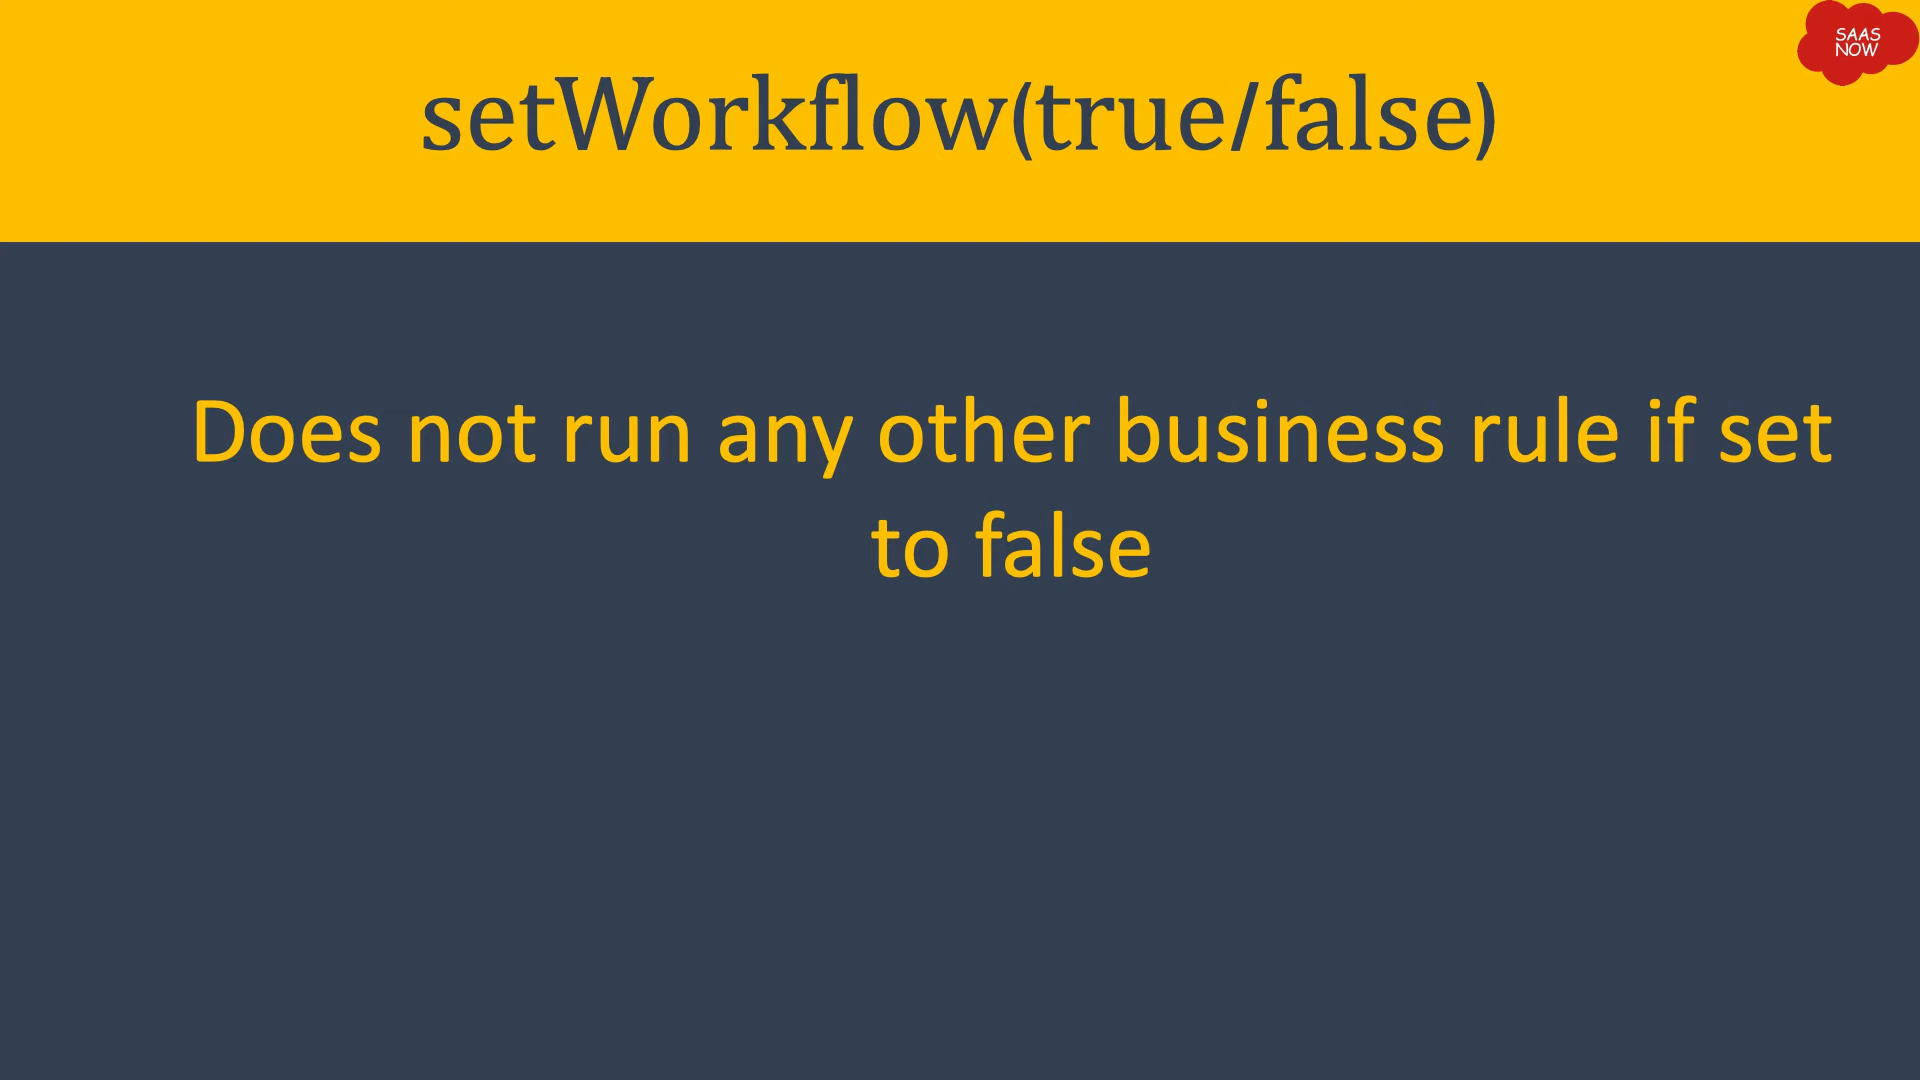 SAAS
NOW
setWorkflow(true/false)
Does not run any other business rule if set
to false